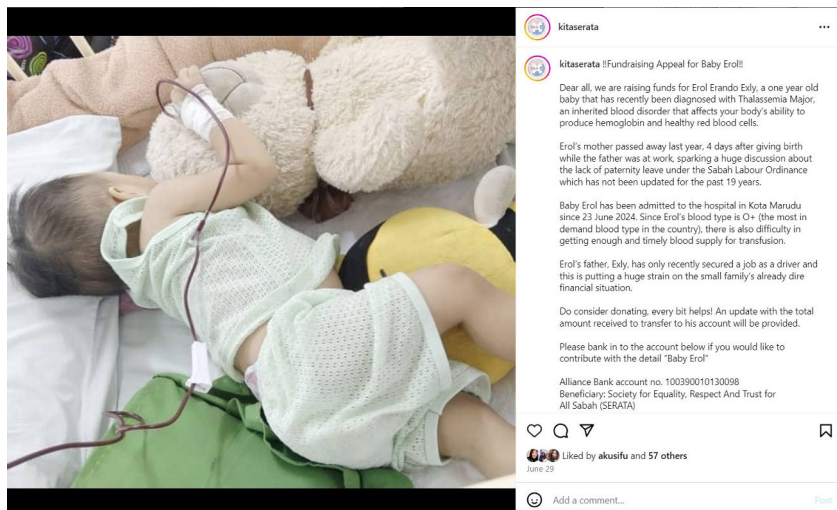 kitaserata
kitaserata !!Fundraising Appeal for Baby Erol!!
Dear all, we are raising funds for Erol Erando Exly, a one year old
baby that has recently been diagnosed with Thalassemia Major,
an inherited blood disorder that affects your body's ability to
produce hemoglobin and healthy red blood cells.
Erol's mother passed away last year, 4 days after giving birth
while the father was at work, sparking a huge discussion about
the lack of paternity leave under the Sabah Labour Ordinance
which has not been updated for the past 19 years.
Baby Erol has been admitted to the hospital in Kota Marudu
since 23 June 2024. Since Erol's blood type is O+ (the most in
demand blood type in the country), there is also difficulty in
getting enough and timely blood supply for transfusion.
Erol's father, Exly, has only recently secured a job as a driver and
this is putting a huge strain on the small family's already dire
financial situation.
Do consider donating, every bit helps! An update with the total
amount received to transfer to his account will be provided.
Please bank in to the account below if you would like to
contribute with the detail "Baby Erol"
Alliance Bank account no. 100390010130098
Beneficiary: Society for Equality, Respect And Trust for
All Sabah (SERATA)
Liked by akusifu and 57 others
June 29
Add a comment...
Post